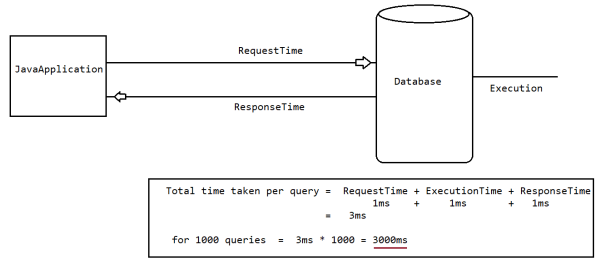 RequestTime
JavaApplication
Database
Execution
ResponseTime
Total time taken per query = RequestTime + ExecutionTime + ResponseTime
1ms + 1ms + 1ms
= 3ms
for 1000 queries = 3ms * 1000 = 3000ms